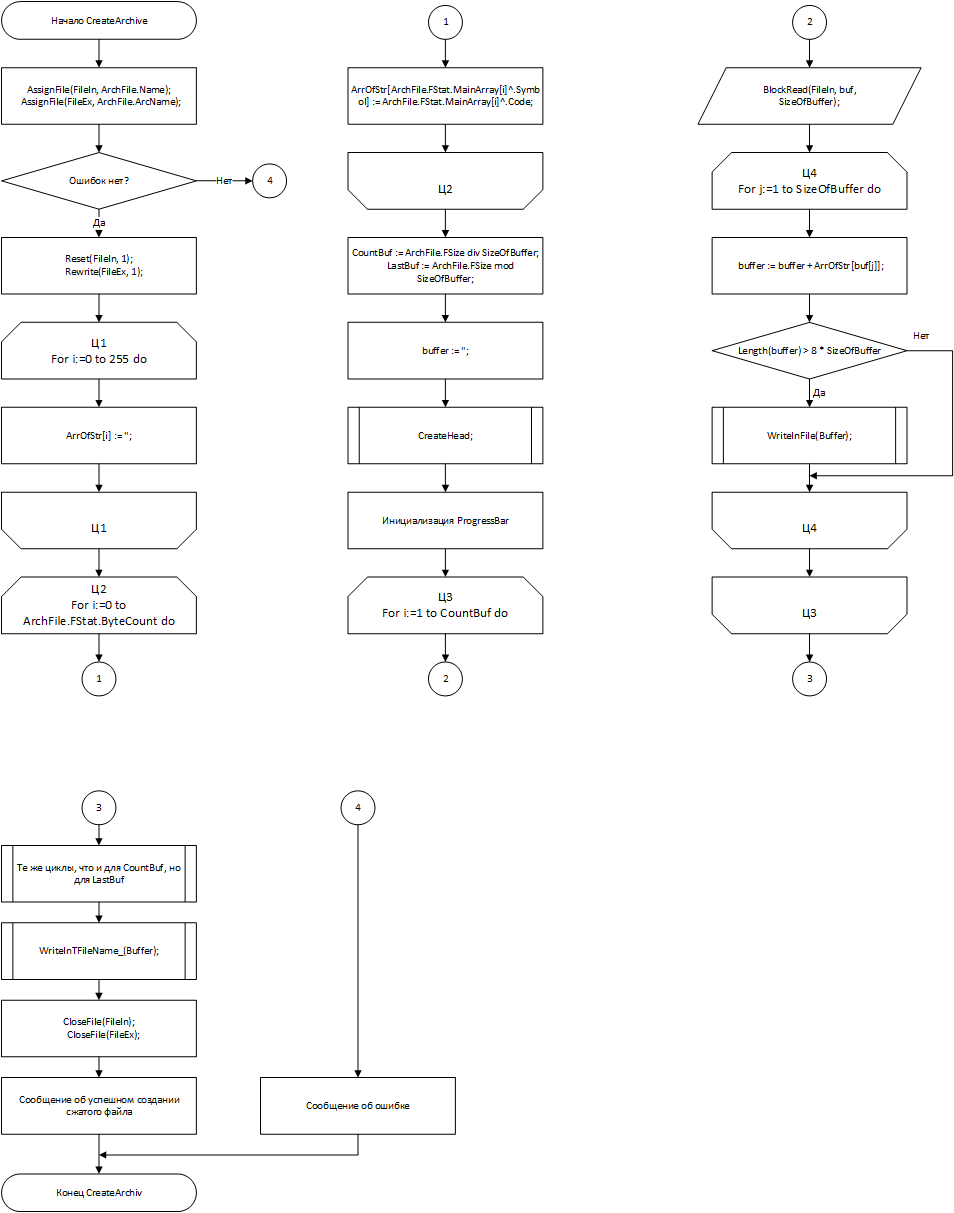 Начало CreateArchive
AssignFile(FileIn, ArchFile.Name);
AssignFile(FileEx, ArchFile.ArcName);
Ошибок нет?
Нет
4
Да
Reset(FileIn, 1);
Rewrite(FileEx, 1);
Ц1
For i:=0 to 255 do
ArrOfStr[i] := '';
Ц1
Ц2
For i:=0 to
ArchFile.FStat.ByteCount do
1
1
ArrOfStr[ArchFile.FStat.MainArray[i]^.Symb
ol] := ArchFile.FStat.MainArray[i]^.Code;
Ц2
CountBuf := ArchFile.FSize div SizeOfBuffer;
LastBuf := ArchFile.FSize mod
SizeOfBuffer;
buffer := '';
CreateHead;
Инициализация ProgressBar
Ц3
For i:=1 to CountBuf do
2
2
BlockRead(FileIn, buf,
SizeOfBuffer);
Ц4
For j:=1 to SizeOfBuffer do
buffer := buffer + ArrOfStr[buf[j]];
Length(buffer) > 8 * SizeOfBuffer
Нет
Да
WriteInFile(Buffer);
Ц4
Ц3
3
3
Те же циклы, что и для CountBuf, но
для LastBuf
WriteInTFileName_(Buffer);
CloseFile(FileIn);
CloseFile(FileEx);
Сообщение об успешном создании
сжатого файла
Конец CreateArchiv
4
Сообщение об ошибке